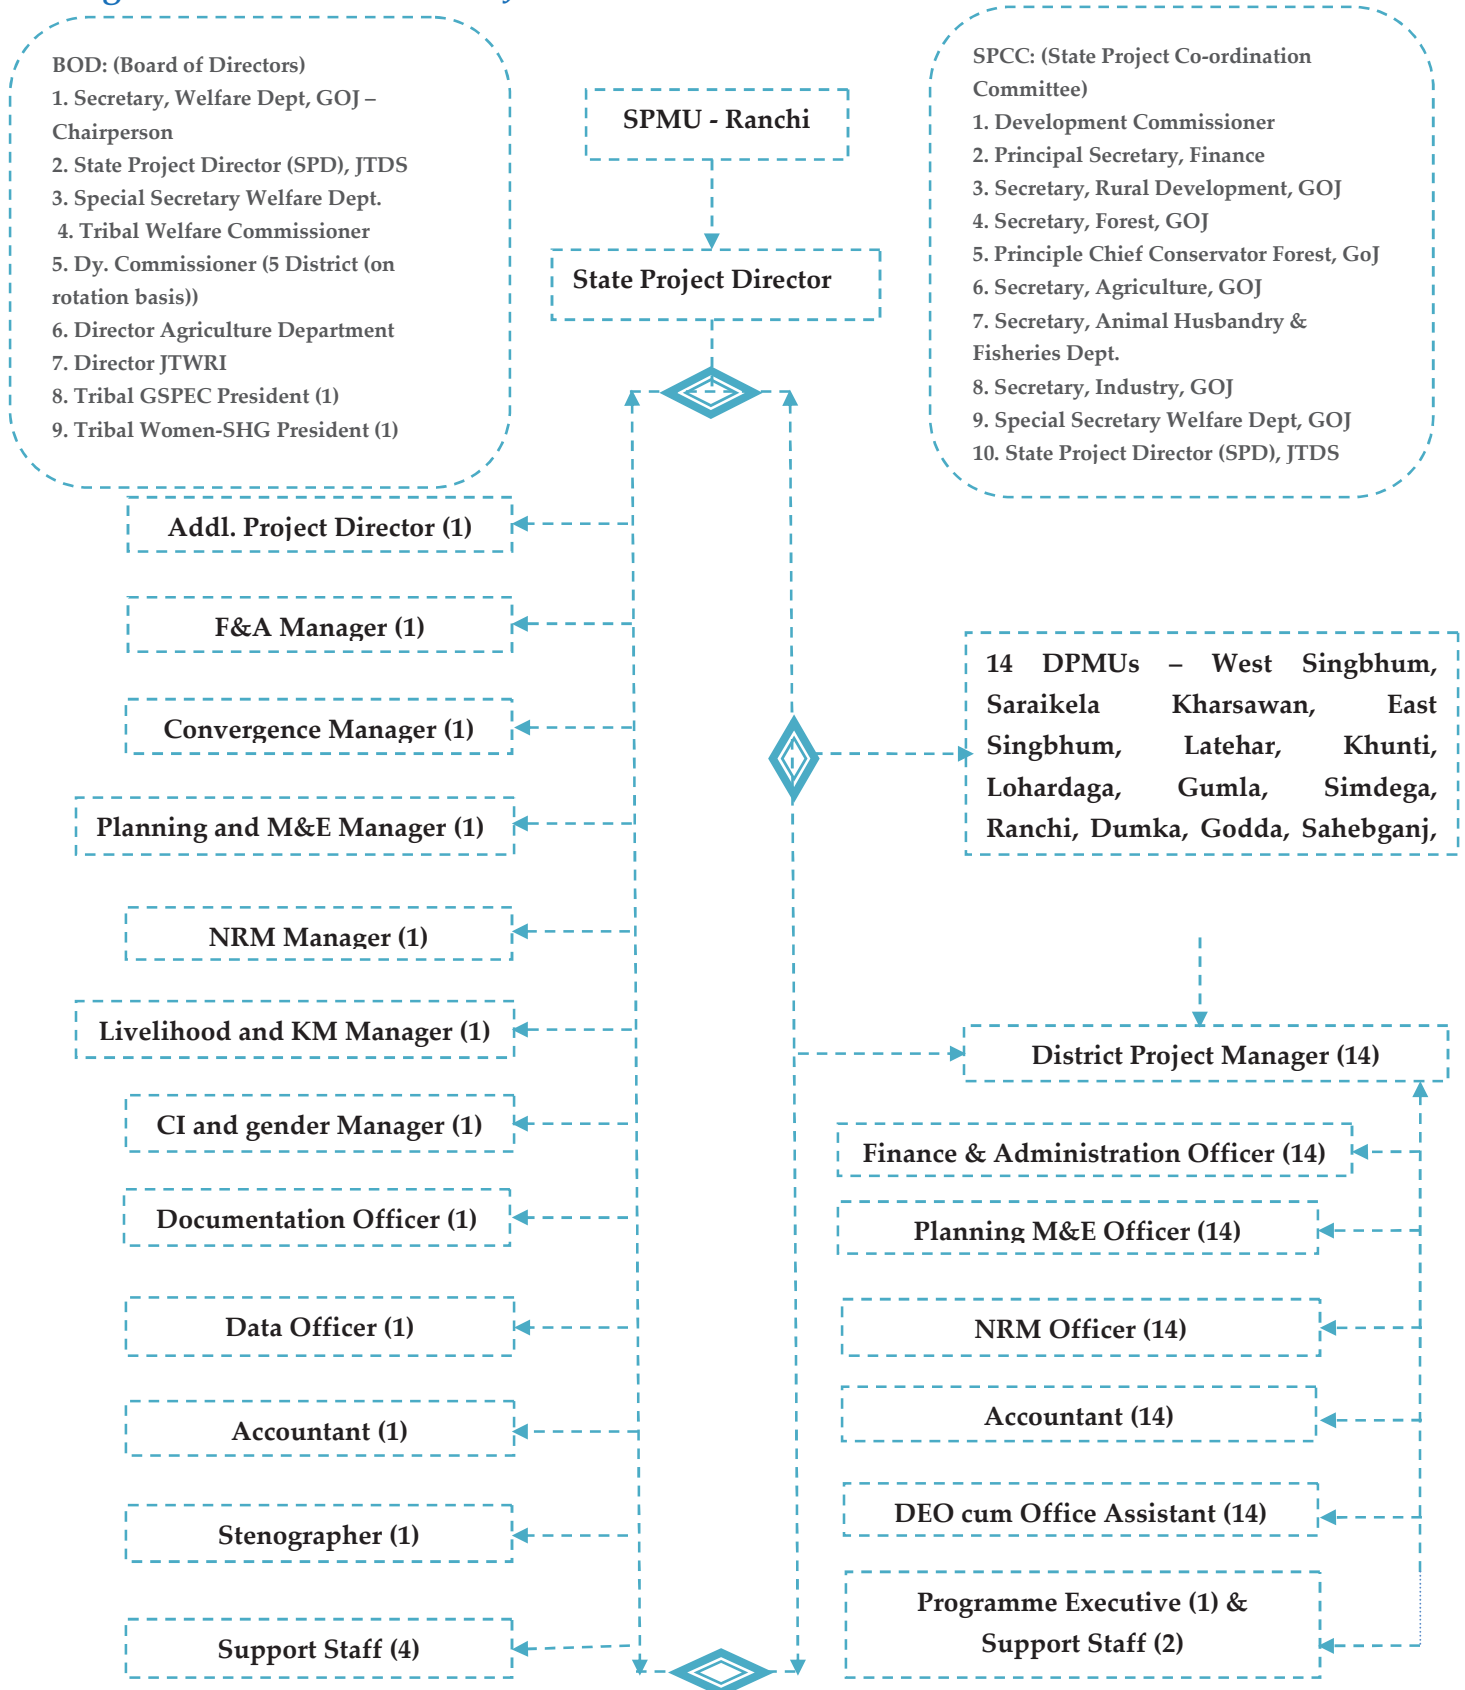 BOD: (Board of Directors)
1. Secretary, Welfare Dept, GOJ –
Chairperson
2. State Project Director (SPD), JTDS
3. Special Secretary Welfare Dept.
4. Tribal Welfare Commissioner
5. Dy. Commissioner (5 District (on
rotation basis))
6. Director Agriculture Department
7. Director JTWRI
8. Tribal GSPEC President (1)
9. Tribal Women-SHG President (1)
SPMU - Ranchi
State Project Director
SPCC: (State Project Co-ordination
Committee)
1. Development Commissioner
2. Principal Secretary, Finance
3. Secretary, Rural Development, GOJ
4. Secretary, Forest, GOJ
5. Principle Chief Conservator Forest, GoJ
6. Secretary, Agriculture, GOJ
7. Secretary, Animal Husbandry &
Fisheries Dept.
8. Secretary, Industry, GOJ
9. Special Secretary Welfare Dept, GOJ
10. State Project Director (SPD), JTDS
Addl. Project Director (1)
F&A Manager (1)
Convergence Manager (1)
Planning and M&E Manager (1)
NRM Manager (1)
Livelihood and KM Manager (1)
CI and gender Manager (1)
Documentation Officer (1)
Data Officer (1)
Accountant (1)
Stenographer (1)
Support Staff (4)
14 DPMUs – West Singbhum,
Saraikela Kharsawan, East
Singbhum, Latehar, Khunti,
Lohardaga, Gumla, Simdega,
Ranchi, Dumka, Godda, Sahebganj,
District Project Manager (14)
Finance & Administration Officer (14)
Planning M&E Officer (14)
NRM Officer (14)
Accountant (14)
DEO cum Office Assistant (14)
Programme Executive (1) &
Support Staff (2)